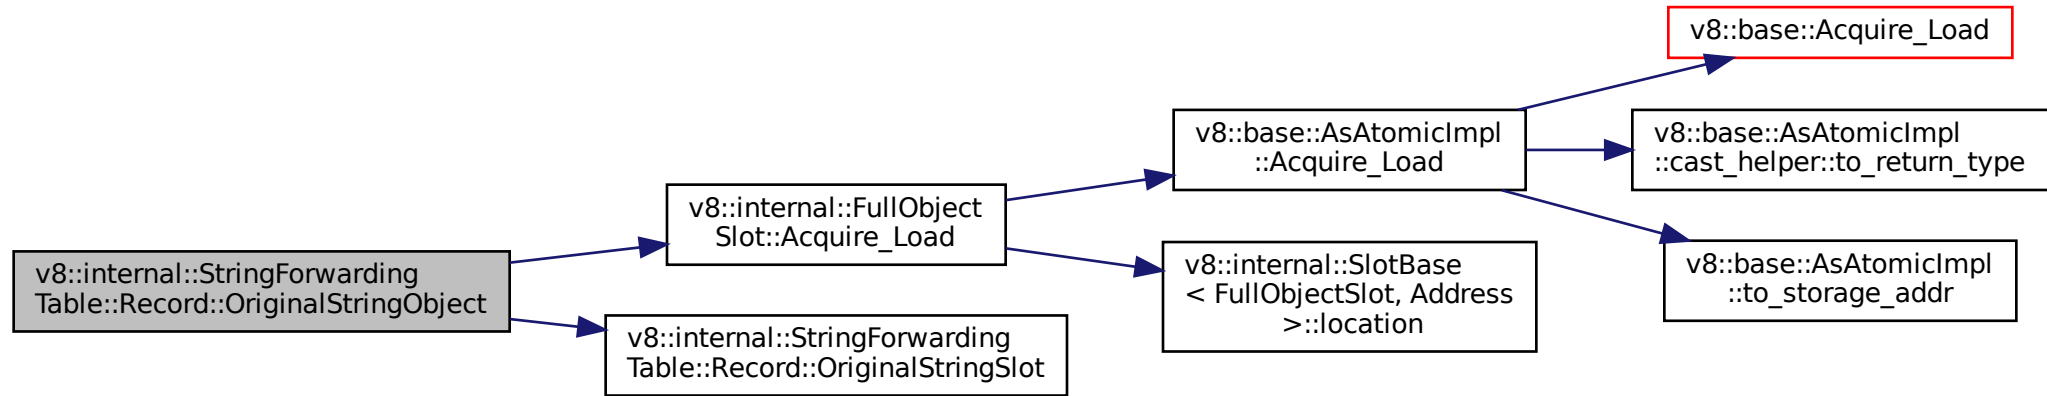 v8::internal::StringForwarding
Table::Record::OriginalStringObject
v8::internal::FullObject
Slot::Acquire_Load
v8::internal::StringForwarding
Table::Record::OriginalStringSlot
v8::base::AsAtomicImpl
::Acquire_Load
v8::internal::SlotBase
< FullObjectSlot, Address
>::location
v8::base::Acquire_Load
v8::base::AsAtomicImpl
::cast_helper::to_return_type
v8::base::AsAtomicImpl
::to_storage_addr